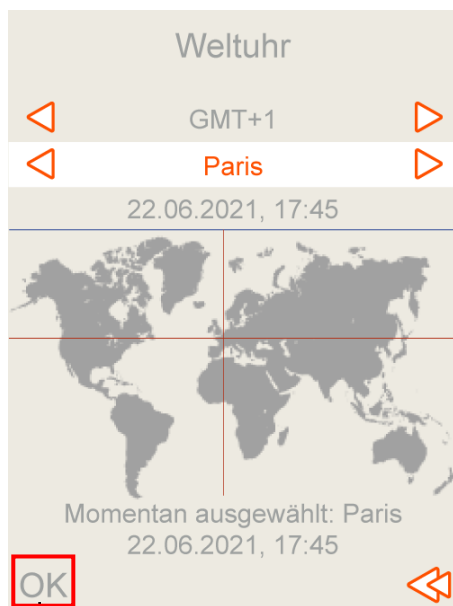 Weltuhr
GMT+1
Paris
22.06.2021, 17:45
Momentan ausgewählt: Paris
22.06.2021, 17:45
OK